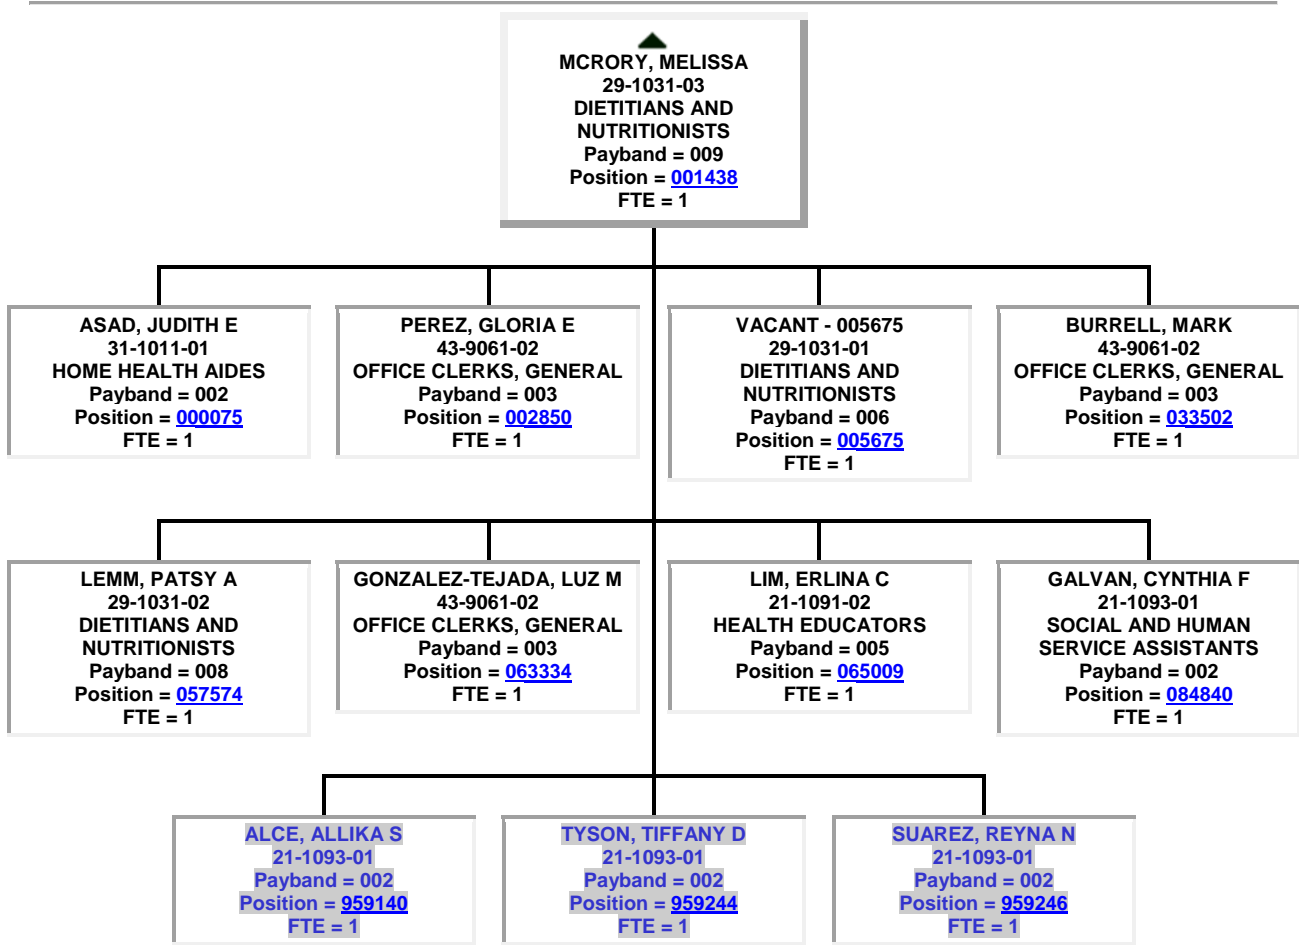 MCRORY, MELISSA
29-1031-03
DIETITIANS AND
NUTRITIONISTS
Payband = 009
Position = 001438
FTE = 1
ASAD, JUDITH E
31-1011-01
HOME HEALTH AIDES
Payband = 002
Position = 000075
FTE = 1
PEREZ, GLORIA E
43-9061-02
OFFICE CLERKS, GENERAL
Payband = 003
Position = 002850
FTE = 1
VACANT - 005675
29-1031-01
DIETITIANS AND
NUTRITIONISTS
Payband = 006
Position = 005675
FTE = 1
BURRELL, MARK
43-9061-02
OFFICE CLERKS, GENERAL
Payband = 003
Position = 033502
FTE = 1
LEMM, PATSY A
29-1031-02
DIETITIANS AND
NUTRITIONISTS
Payband = 008
Position = 057574
FTE = 1
GONZALEZ-TEJADA, LUZ M
43-9061-02
OFFICE CLERKS, GENERAL
Payband = 003
Position = 063334
FTE = 1
LIM, ERLINA C
21-1091-02
HEALTH EDUCATORS
Payband = 005
Position = 065009
FTE = 1
GALVAN, CYNTHIA F
21-1093-01
SOCIAL AND HUMAN
SERVICE ASSISTANTS
Payband = 002
Position = 084840
FTE = 1
ALCE, ALLIKA S
21-1093-01
Payband = 002
Position = 959140
FTE = 1
TYSON, TIFFANY D
21-1093-01
Payband = 002
Position = 959244
FTE = 1
SUAREZ, REYNA N
21-1093-01
Payband = 002
Position = 959246
FTE = 1